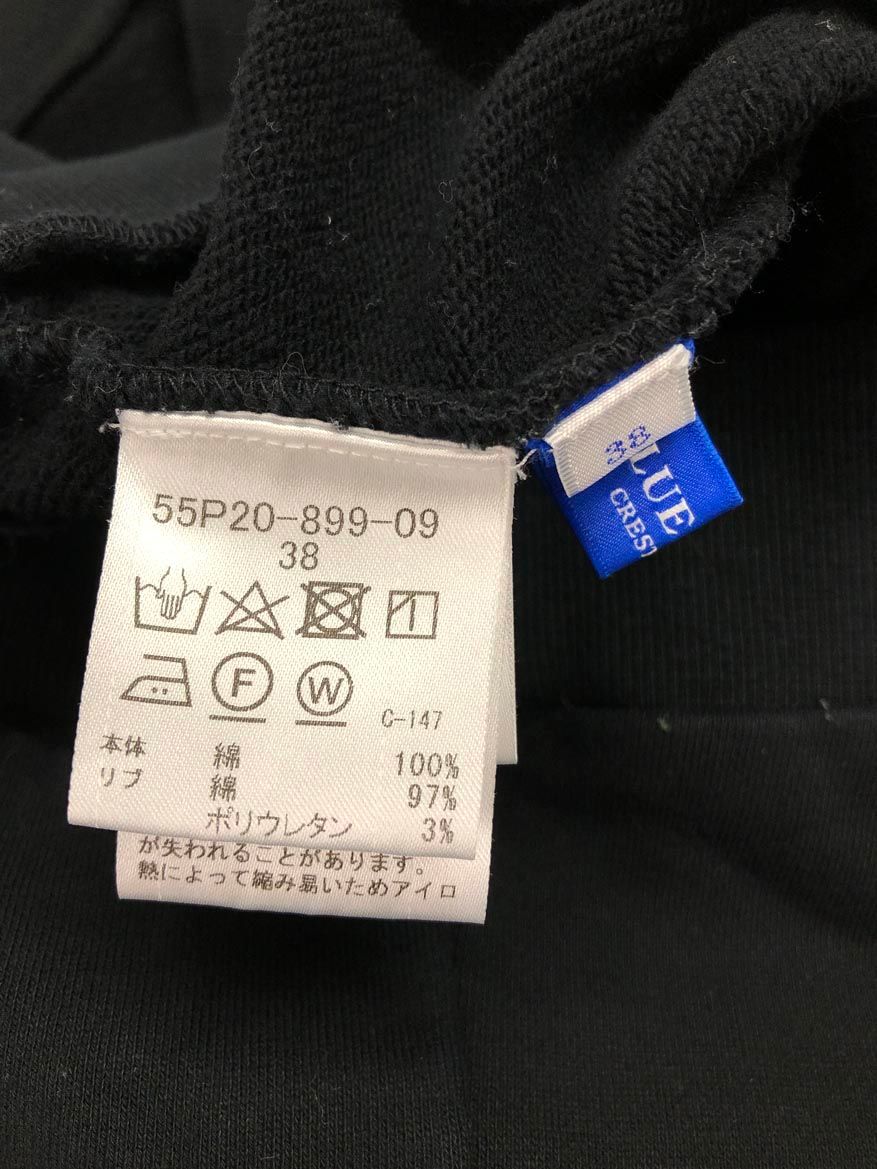 55P20-899-09
38
F W C-147
本体 綿 100%
リブ 綿 97%
ポリウレタン 3%
が失われることがあります。
熱によって縮み易いためアイロ
38
LUE
CREST